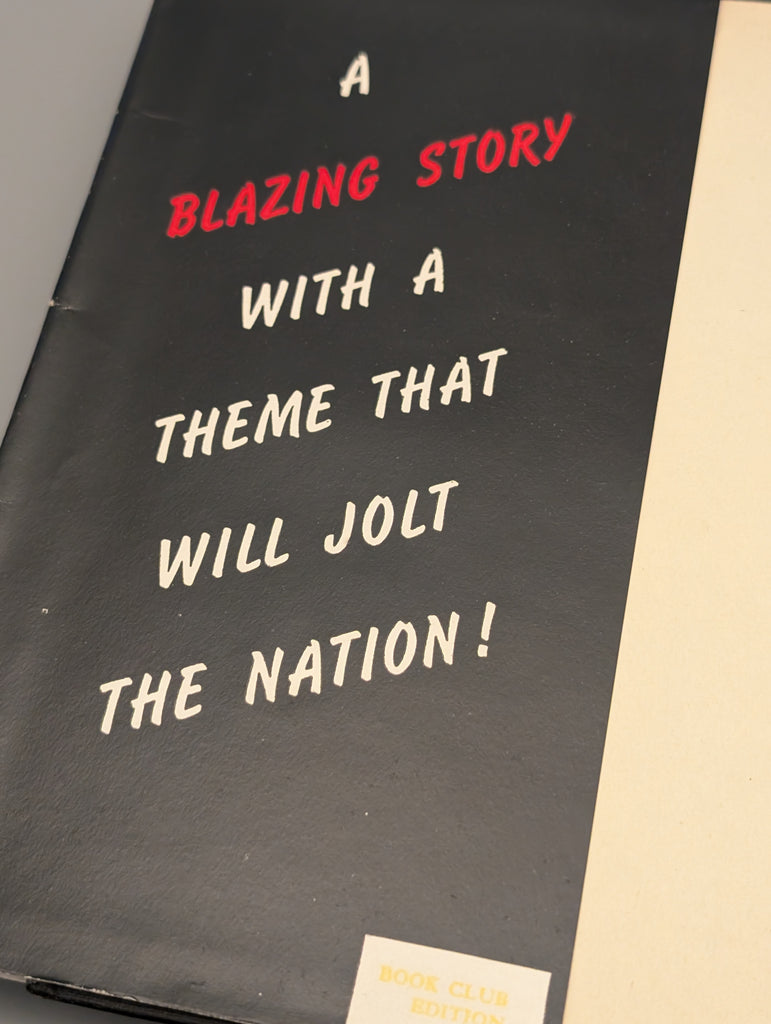 A
BLAZING STORY
WITH A
THEME THAT
WILL JOLT
THE NATION!
BOOK CLUB
EDITION